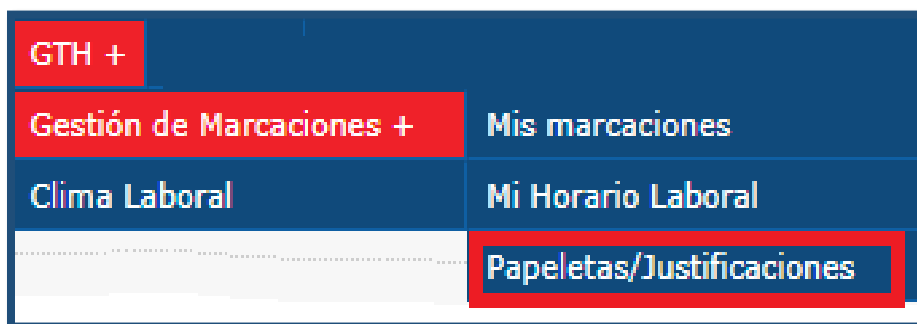 GTH +
Gestión de Marcaciones +
Mis marcaciones
Clima Laboral
Mi Horario Laboral
Papeletas/Justificaciones